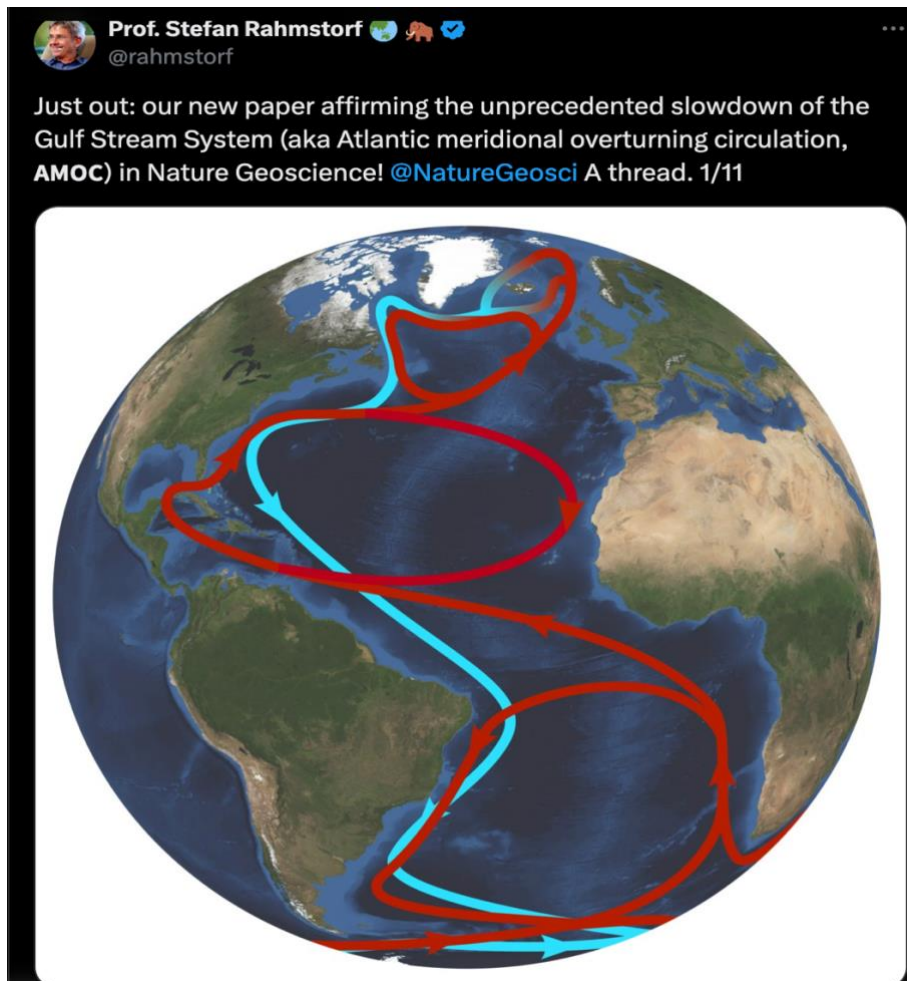 Prof. Stefan Rahmstorf 🌏 🦣
@rahmstorf
Just out: our new paper affirming the unprecedented slowdown of the
Gulf Stream System (aka Atlantic meridional overturning circulation,
AMOC) in Nature Geoscience! @NatureGeosci A thread. 1/11